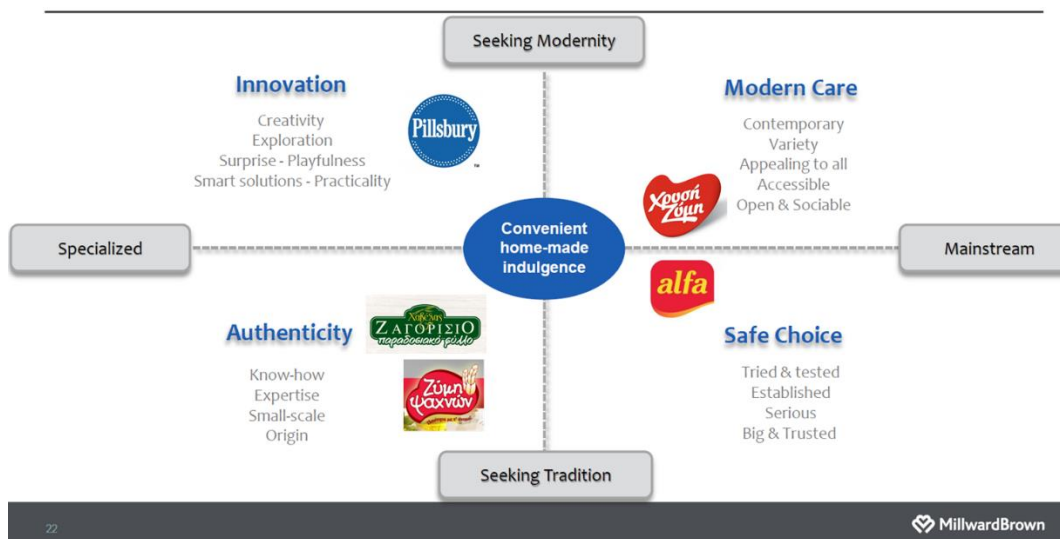 Seeking Modernity
Innovation
Creativity
Exploration
Surprise - Playfulness
Smart solutions - Practicality
Pillsbury
TM
Modern Care
Contemporary
Variety
Appealing to all
Accessible
Open & Sociable
Χρυσή
Ζύμη
Specialized
Convenient
home-made
indulgence
Mainstream
alfa
Authenticity
Know-how
Expertise
Small-scale
Origin
Χαβελας
ΖΑΓΟΡΙΣΙΟ
παραδοσιακό φύλλο
Ζύμη
Ψαχνών
Safe Choice
Tried & tested
Established
Serious
Big & Trusted
Seeking Tradition
22
MillwardBrown